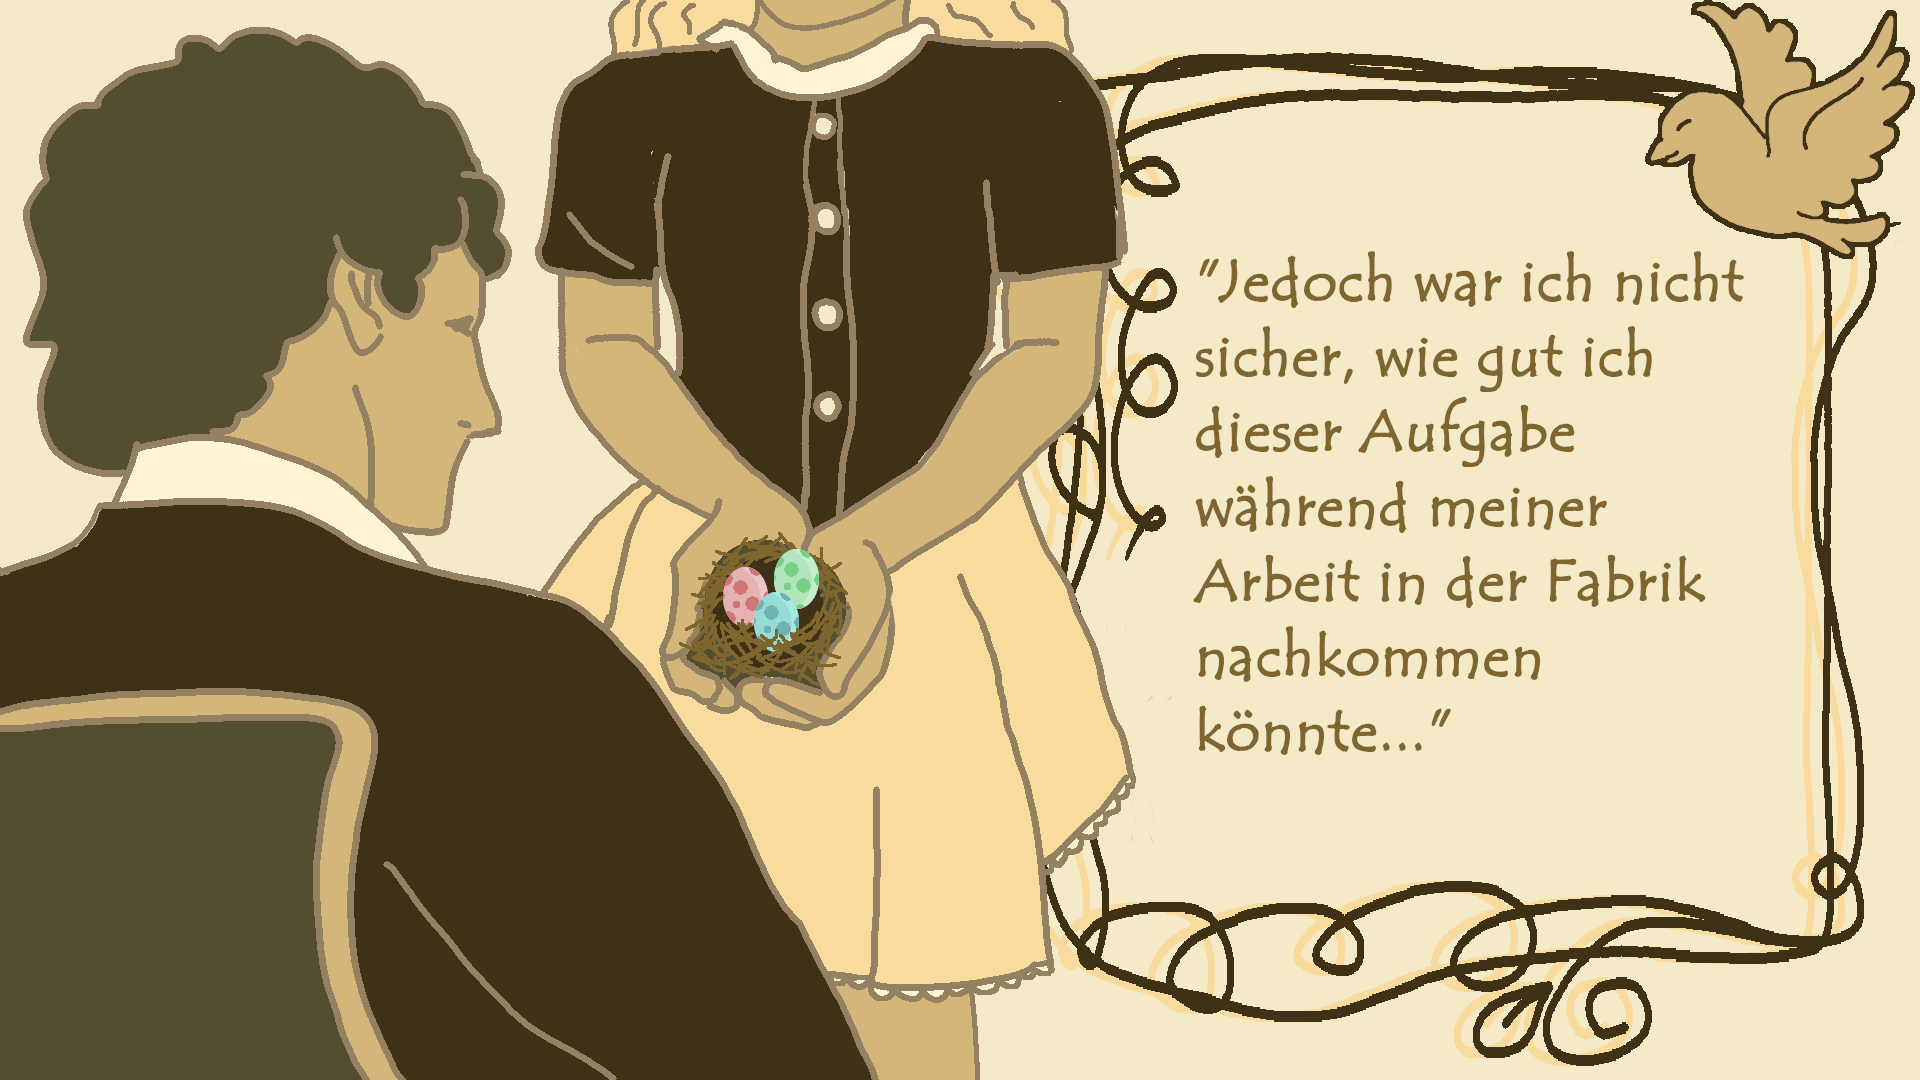 "Jedoch war ich nicht
sicher, wie gut ich
dieser Aufgabe
während meiner
Arbeit in der Fabrik
nachkommen
könnte..."